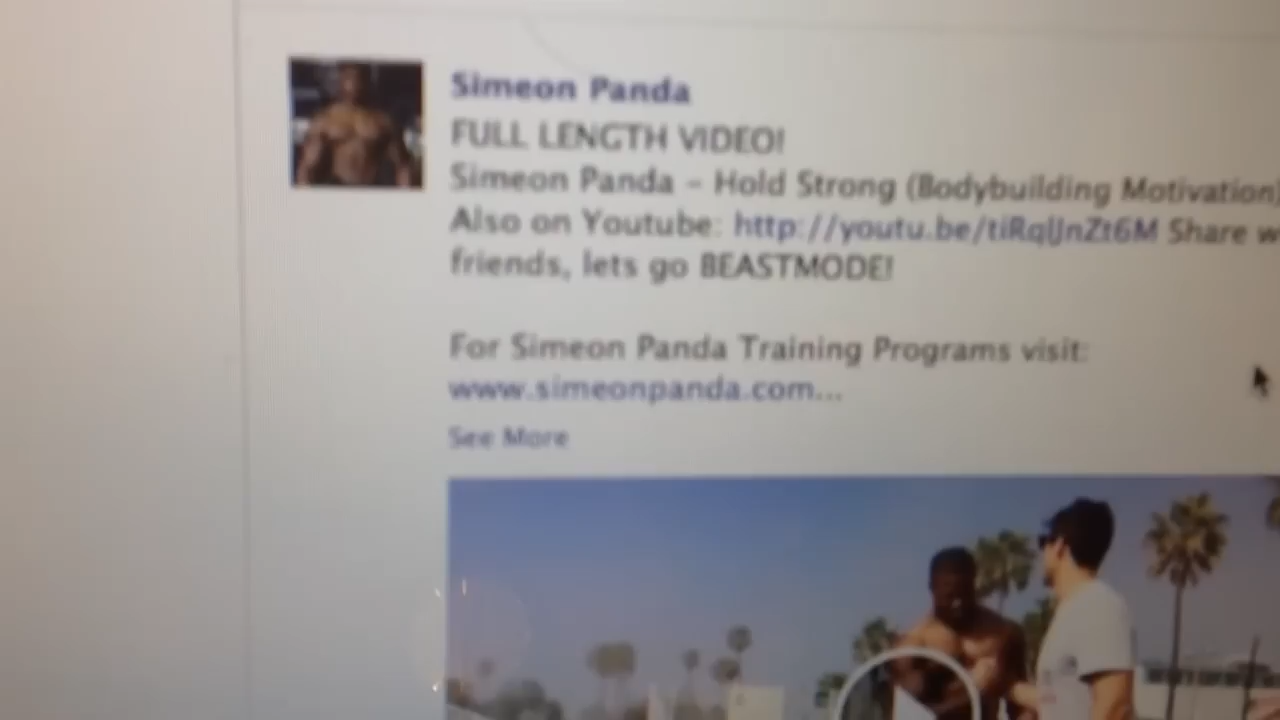 Simeon Panda
FULL LENGTH VIDEO!
Simeon Panda – Hold Strong (Bodybuilding Motivation)
Also on Youtube: http://youtu.be/tiRqlJnZt6M Share w
friends, lets go BEASTMODE!
For Simeon Panda Training Programs visit:
www.simeonpanda.com...
See More